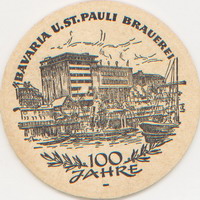 BAVARIA U. ST. PAULI BRAUEREI
100
JAHRE